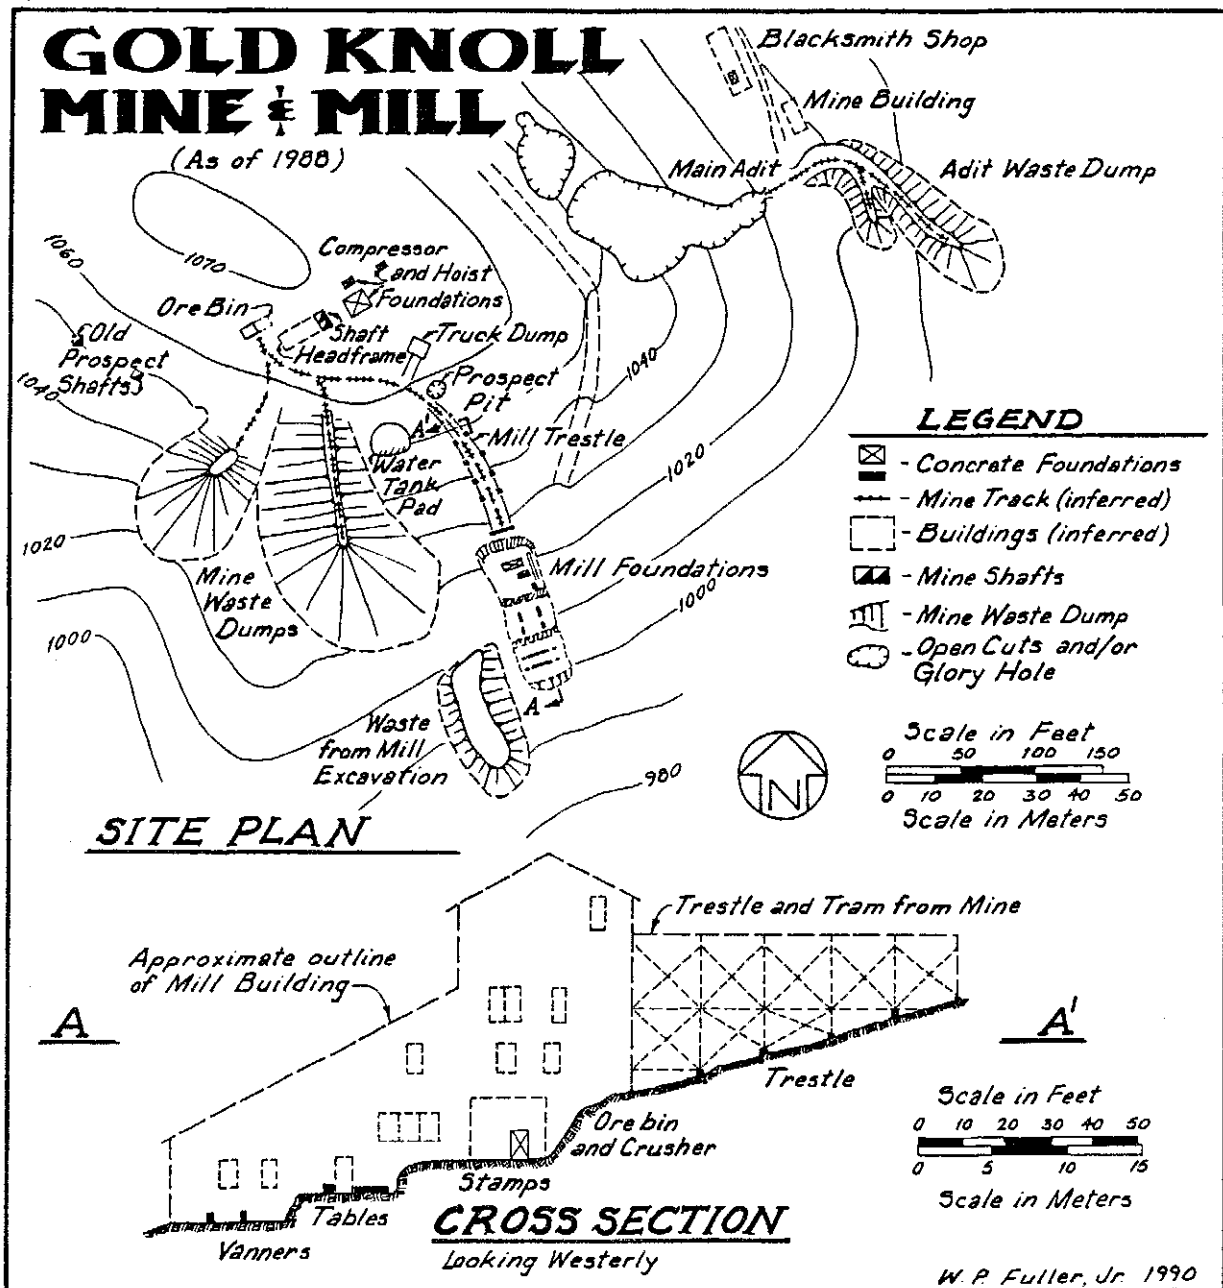 GOLD KNOLL
MINE & MILL
(As of 1988)
Blacksmith Shop
Mine Building
Main Adit
Adit Waste Dump
1060
1070
Compressor
and Hoist
Foundations
Ore Bin
Shaft
Headframe
Truck Dump
Old
Prospect
Shafts
1040
Prospect
Pit
1040
A'
Mill Trestle
Water
Tank
Pad
1020
1020
Mine
Waste
Dumps
Mill Foundations
1000
1000
A
Waste
from Mill
Excavation
980
LEGEND
- Concrete Foundations
- Mine Track (inferred)
- Buildings (inferred)
- Mine Shafts
- Mine Waste Dump
- Open Cuts and/or
Glory Hole
N
Scale in Feet
0 50 100 150
0 10 20 30 40 50
Scale in Meters
SITE PLAN
Trestle and Tram from Mine
Approximate outline
of Mill Building
A
A'
Trestle
Ore bin
and Crusher
Stamps
Tables
Vanners
Scale in Feet
0 10 20 30 40 50
0 5 10 15
Scale in Meters
CROSS SECTION
Looking Westerly
W. P. Fuller, Jr. 1990